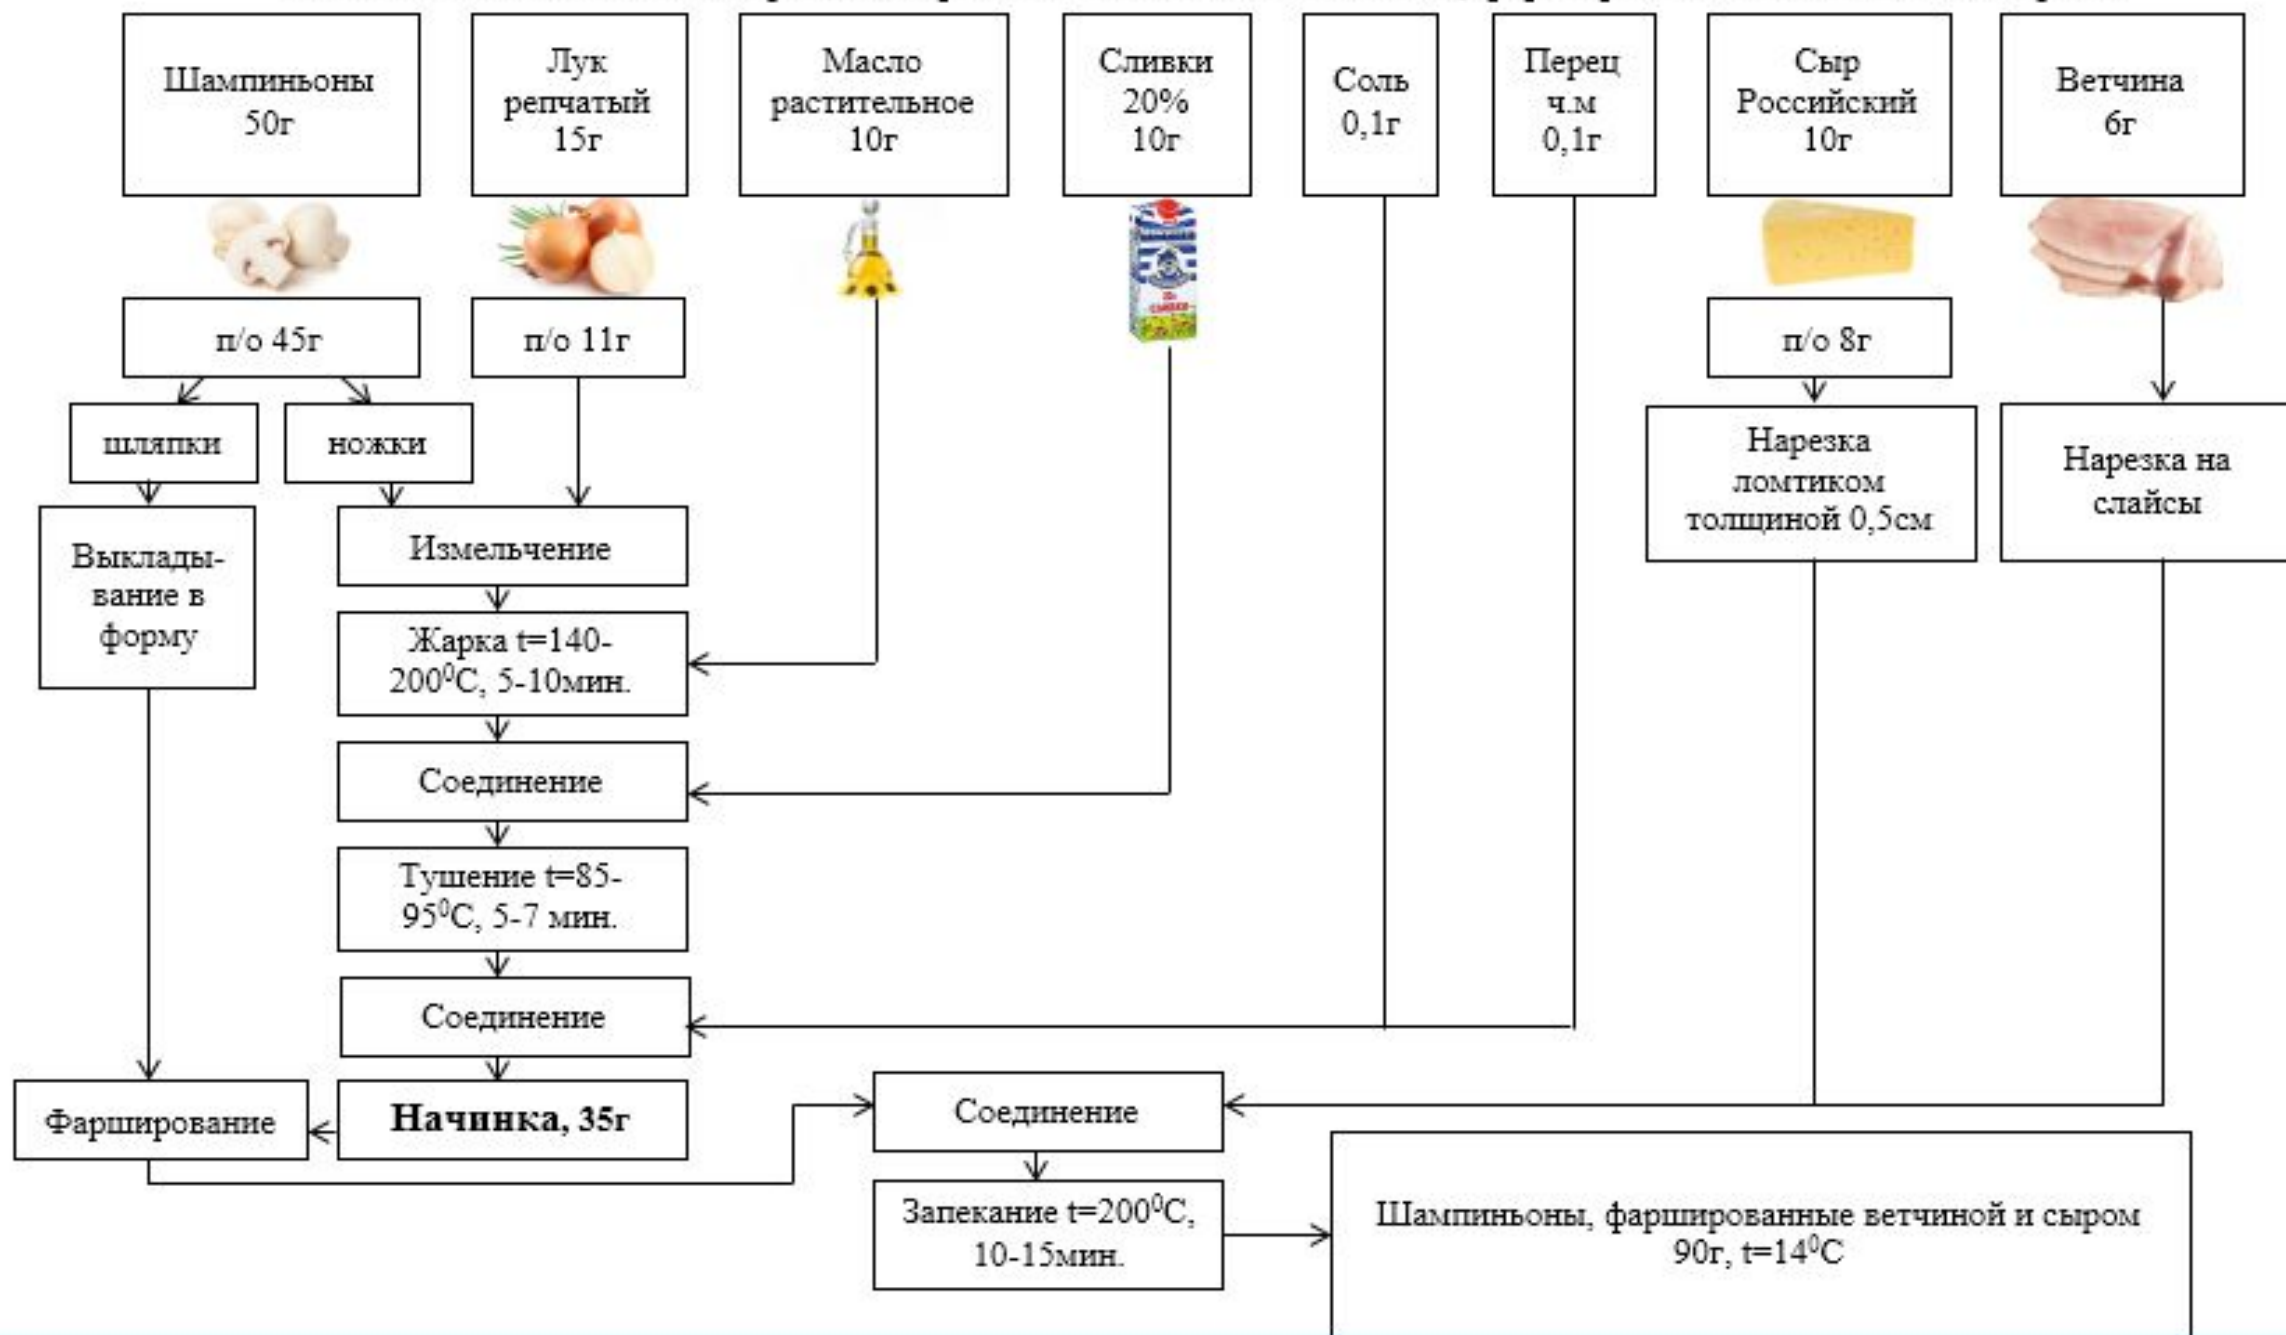 Шампиньоны
50г
Лук
репчатый
15г
Масло
растительное
10г
Сливки
20%
10г
Соль
0,1г
Перец
ч.м
0,1г
Сыр
Российский
10г
Ветчина
6г
п/о 45г
п/о 11г
п/о 8г
шляпки
ножки
Нарезка
ломтиком
толщиной 0,5см
Нарезка на
слайсы
Выклады-
вание в
форму
Измельчение
Жарка t=140-
200⁰С, 5-10мин.
Соединение
Тушение t=85-
95⁰С, 5-7 мин.
Соединение
Фарширование
Начинка, 35г
Соединение
Запекание t=200⁰С,
10-15мин.
Шампиньоны, фаршированные ветчиной и сыром
90г, t=14⁰С